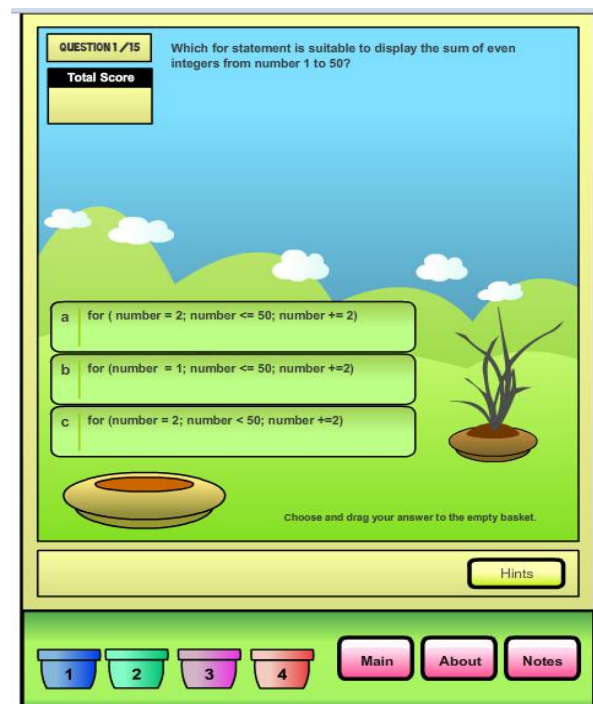 QUESTION 1 / 15
Which for statement is suitable to display the sum of even
integers from number 1 to 50?
Total Score
a for ( number = 2; number <= 50; number += 2)
b for (number  = 1; number <= 50; number +=2)
c for (number = 2; number < 50; number +=2)
Choose and drag your answer to the empty basket.
Hints
1 2 3 4 Main About Notes